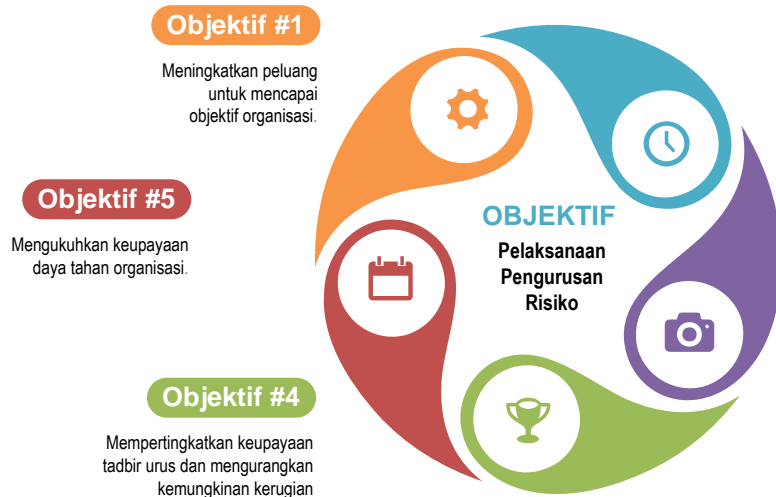 Objektif #1
Meningkatkan peluang
untuk mencapai
objektif organisasi.
Objektif #5
Mengukuhkan keupayaan
daya tahan organisasi.
OBJEKTIF
Pelaksanaan
Pengurusan
Risiko
Objektif #4
Mempertingkatkan keupayaan
tadbir urus dan mengurangkan
kemungkinan kerugian